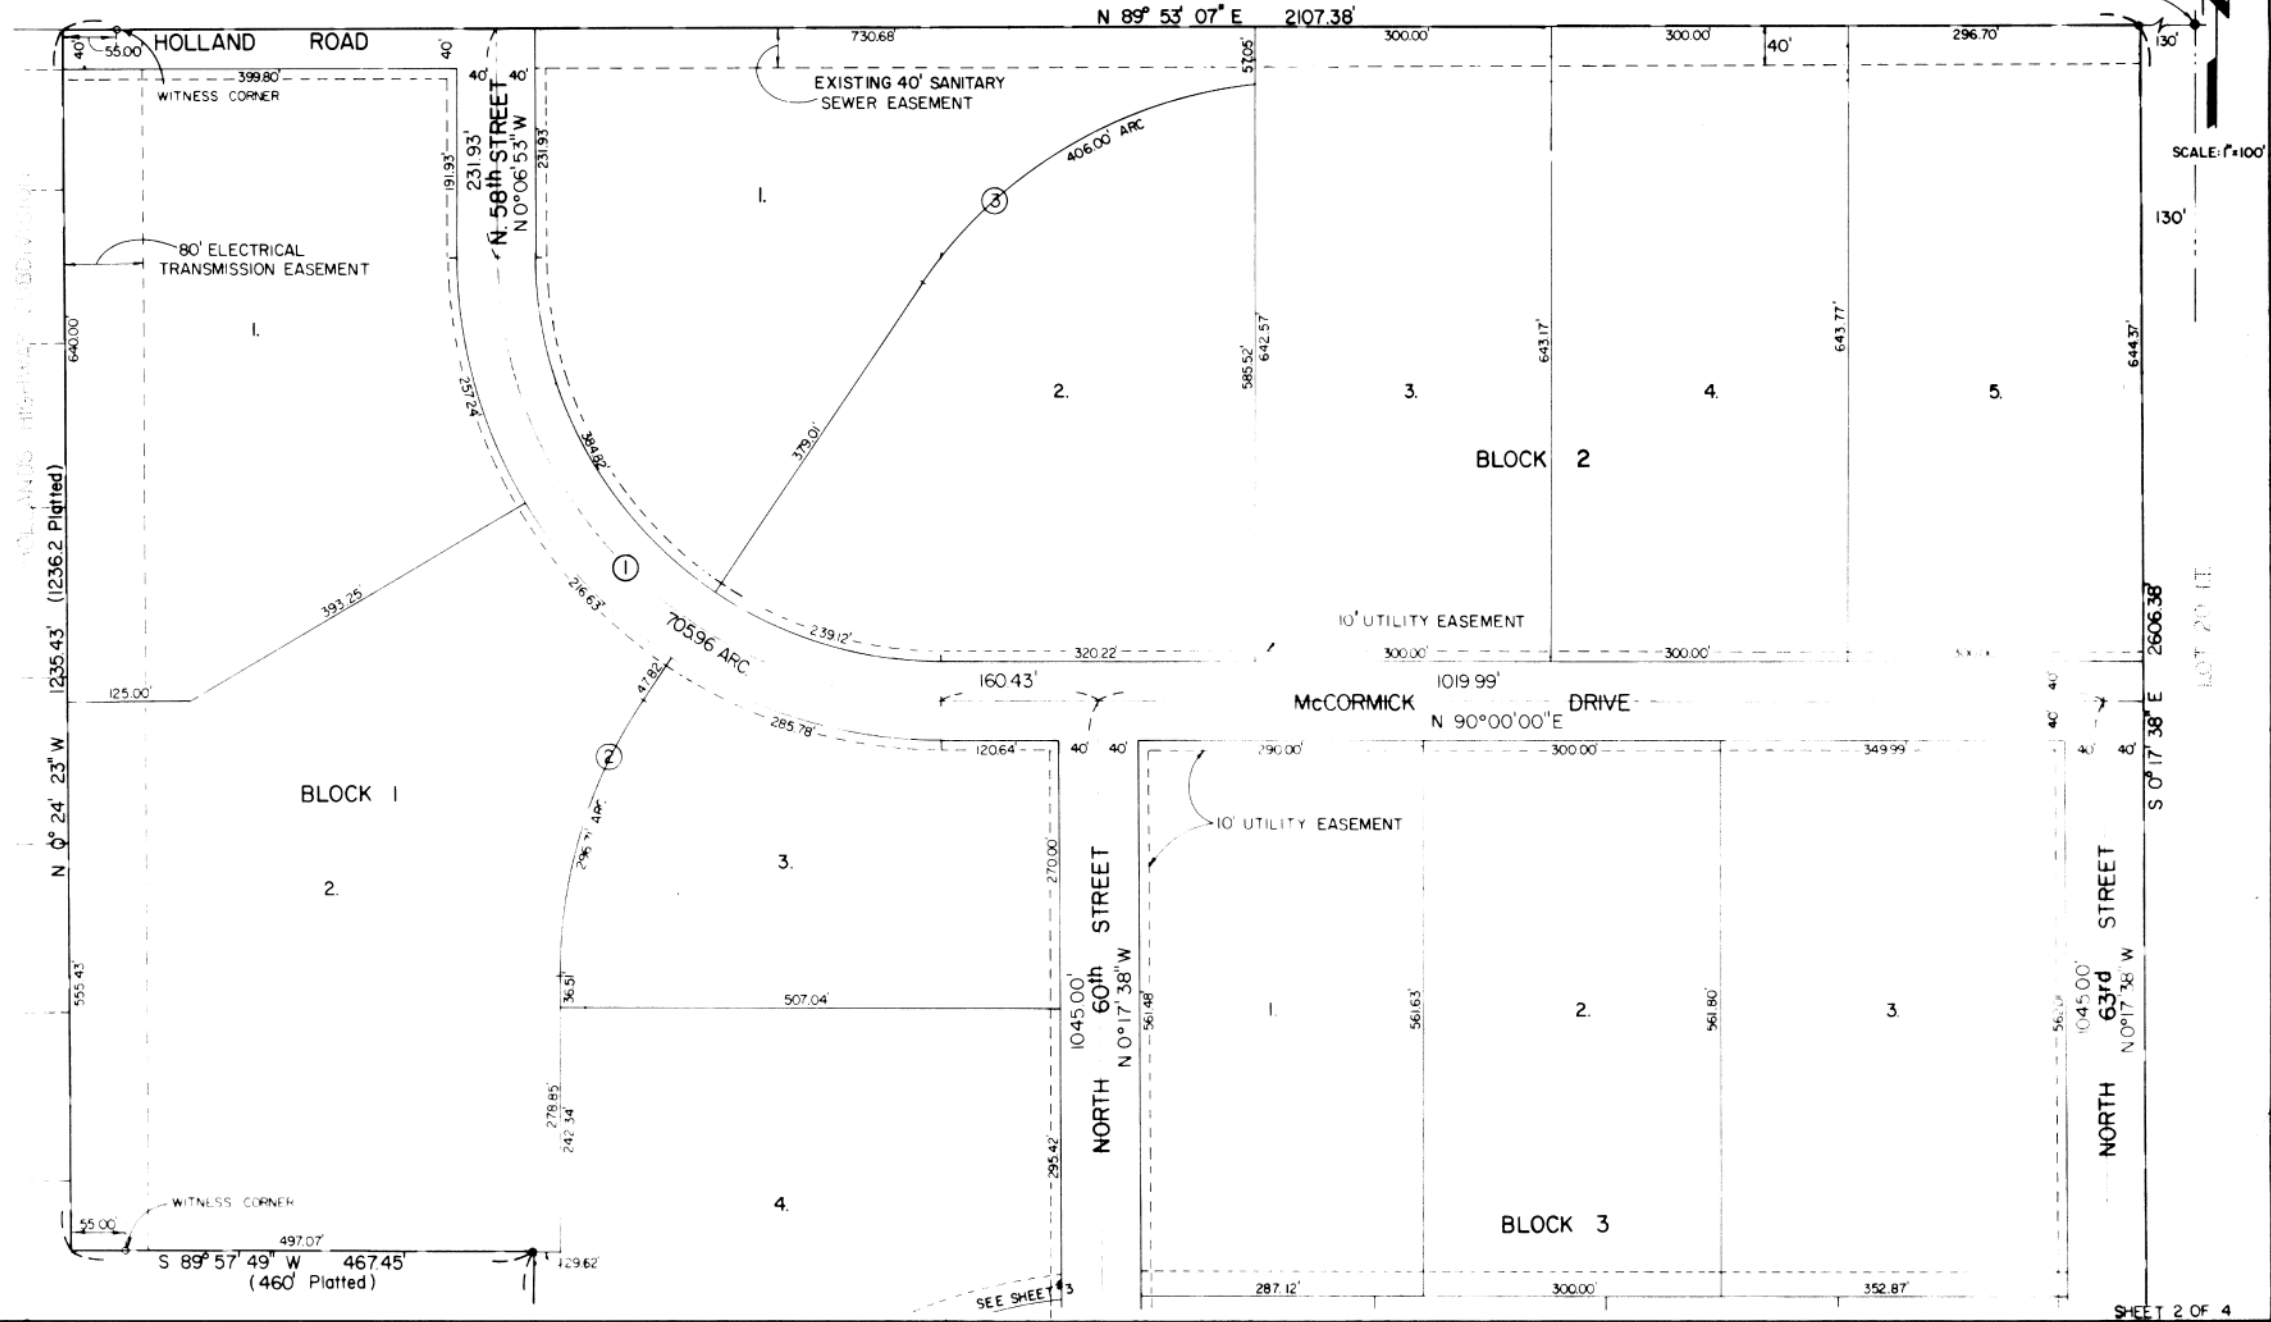 N 89° 53' 07" E 2107.38'
HOLLAND ROAD
40'
55.00'
40'
399.80'
WITNESS CORNER
40' 40'
730.68'
EXISTING 40' SANITARY
SEWER EASEMENT
57.05'
300.00'
300.00'
40'
296.70'
130'
SCALE: 1"=100'
130'
N. 58th STREET
N 0°06'53" W
191.93'
231.93'
231.93'
406.00' ARC
1.
3
80' ELECTRICAL
TRANSMISSION EASEMENT
1.
640.00'
257.24'
384.82'
379.01'
585.52'
642.57'
643.17'
643.77'
644.37'
2.
3.
4.
5.
BLOCK 2
1235.43' (1236.2 Platted)
N 0° 24' 23" W
393.25'
125.00'
1
216.63'
705.96 ARC.
239.12'
320.22'
10' UTILITY EASEMENT
300.00'
300.00'
160.43'
1019.99'
McCORMICK DRIVE
N 90°00'00"E
40'
40'
S 0° 17' 38" E 2606.38'
LOT 20 I.T.
47.82'
285.78'
120.64'
40' 40'
290.00'
300.00'
349.99'
40' 40'
2
BLOCK 1
296.71' ARC.
3.
10' UTILITY EASEMENT
270.00'
2.
555.43'
36.51'
507.04'
1045.00'
NORTH 60th STREET
N 0°17'38" W
561.48'
1.
561.63'
2.
561.80'
3.
1045.00'
NORTH 63rd STREET
N 0°17'38" W
278.85'
242.34'
295.42'
4.
WITNESS CORNER
55.00'
497.07'
S 89° 57' 49" W 467.45'
(460' Platted)
29.62'
SEE SHEET #3
BLOCK 3
287.12'
300.00'
352.87'
SHEET 2 OF 4